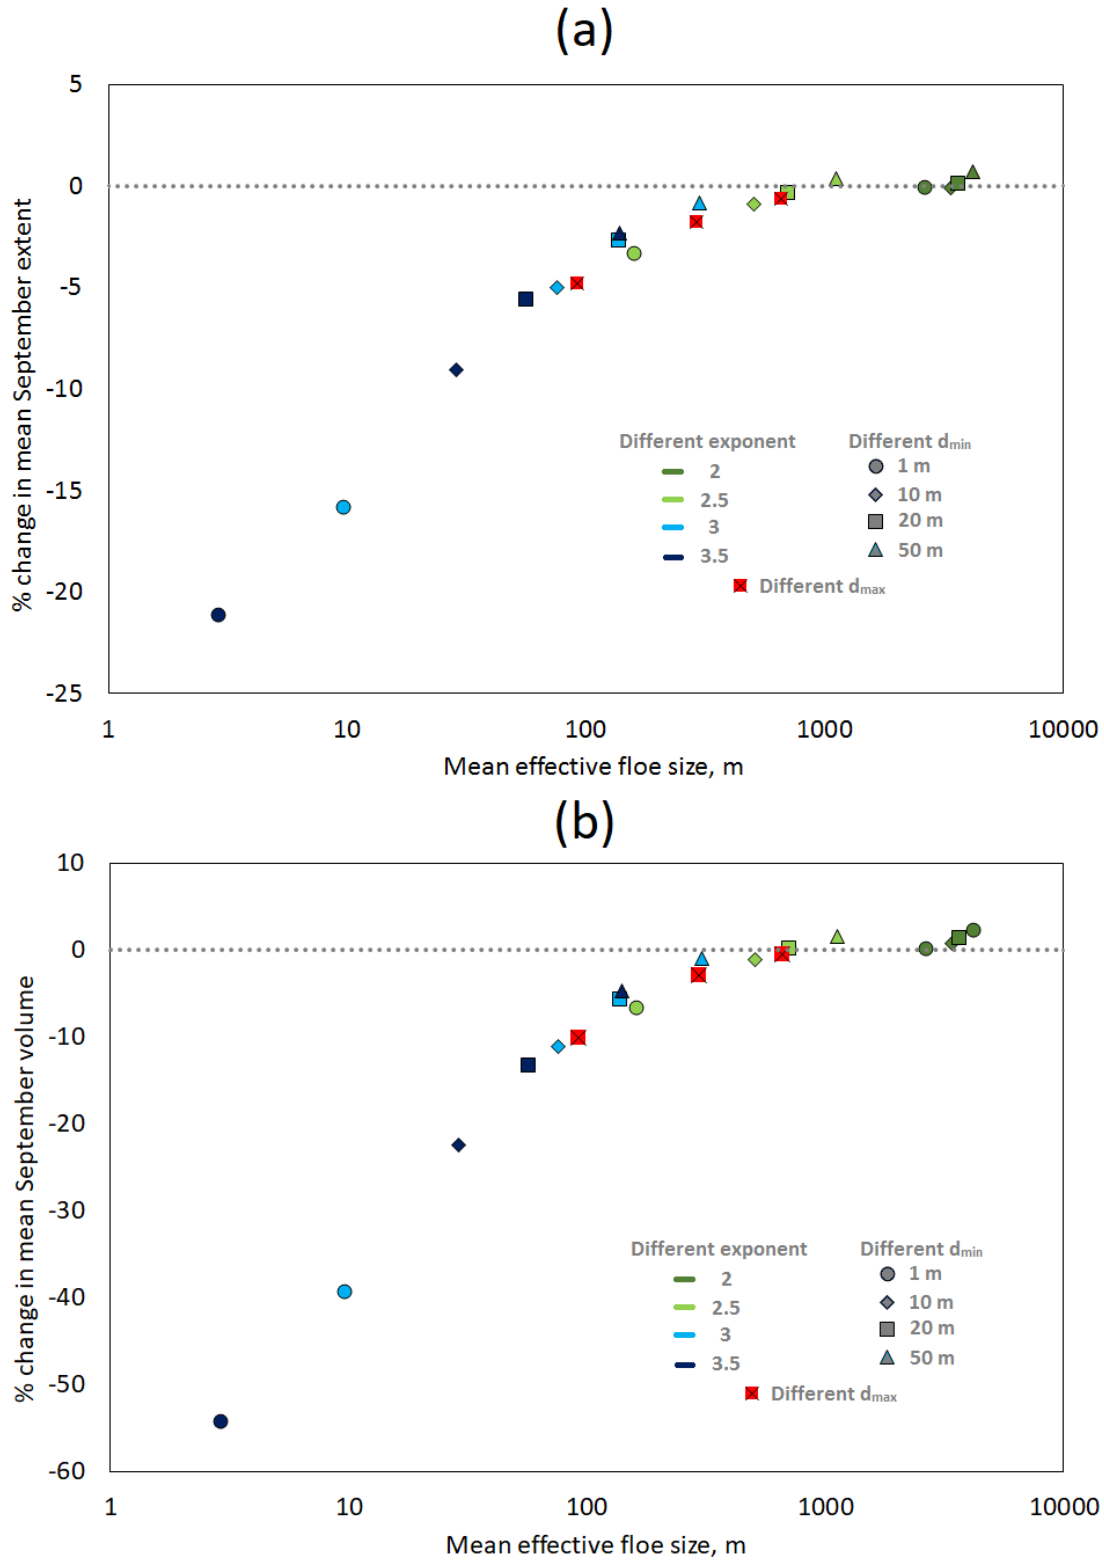 (a)
5
0
-5
-10
-15
-20
-25
% change in mean September extent
Different exponent
2
2.5
3
3.5
Different dmin
1 m
10 m
20 m
50 m
Different dmax
1
10
100
1000
10000
Mean effective floe size, m
(b)
10
0
-10
-20
-30
-40
-50
-60
% change in mean September volume
Different exponent
2
2.5
3
3.5
Different dmin
1 m
10 m
20 m
50 m
Different dmax
1
10
100
1000
10000
Mean effective floe size, m